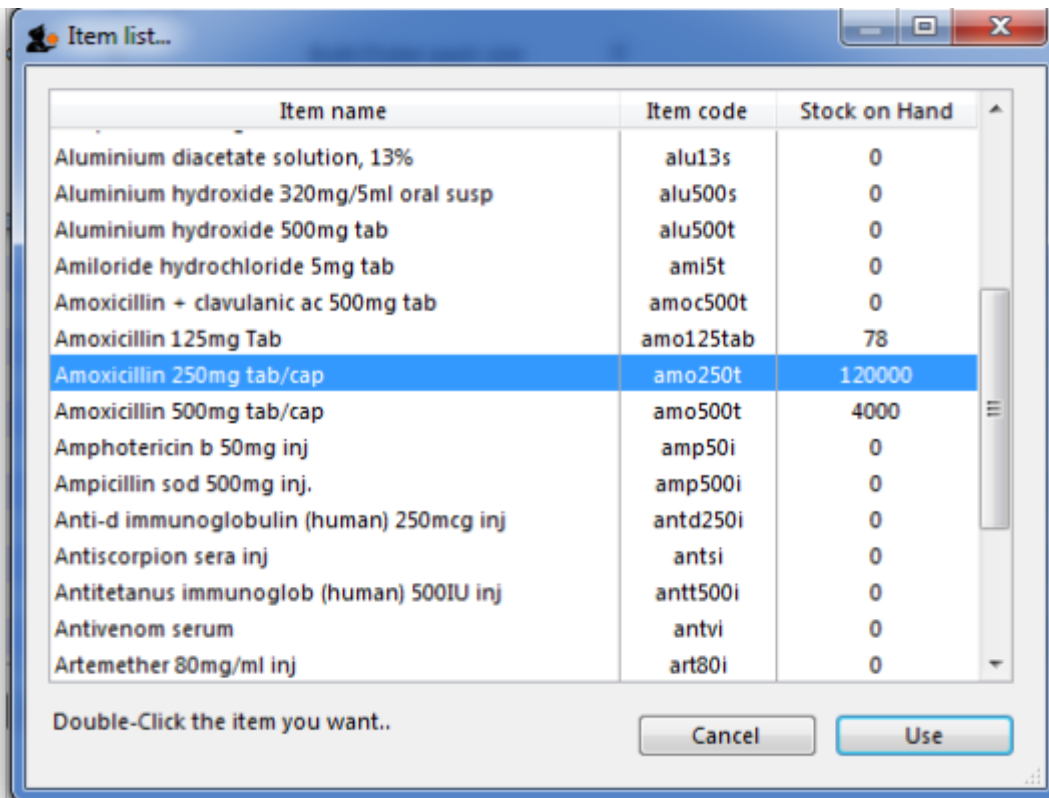 Item list...
Item name Item code Stock on Hand
Aluminium diacetate solution, 13% alu13s 0
Aluminium hydroxide 320mg/5ml oral susp alu500s 0
Aluminium hydroxide 500mg tab alu500t 0
Amiloride hydrochloride 5mg tab ami5t 0
Amoxicillin + clavulanic ac 500mg tab amoc500t 0
Amoxicillin 125mg Tab amo125tab 78
Amoxicillin 250mg tab/cap amo250t 120000
Amoxicillin 500mg tab/cap amo500t 4000
Amphotericin b 50mg inj amp50i 0
Ampicillin sod 500mg inj. amp500i 0
Anti-d immunoglobulin (human) 250mcg inj antd250i 0
Antiscorpion sera inj antsi 0
Antitetanus immunoglob (human) 500IU inj antt500i 0
Antivenom serum antvi 0
Artemether 80mg/ml inj art80i 0
Double-Click the item you want..
Cancel Use